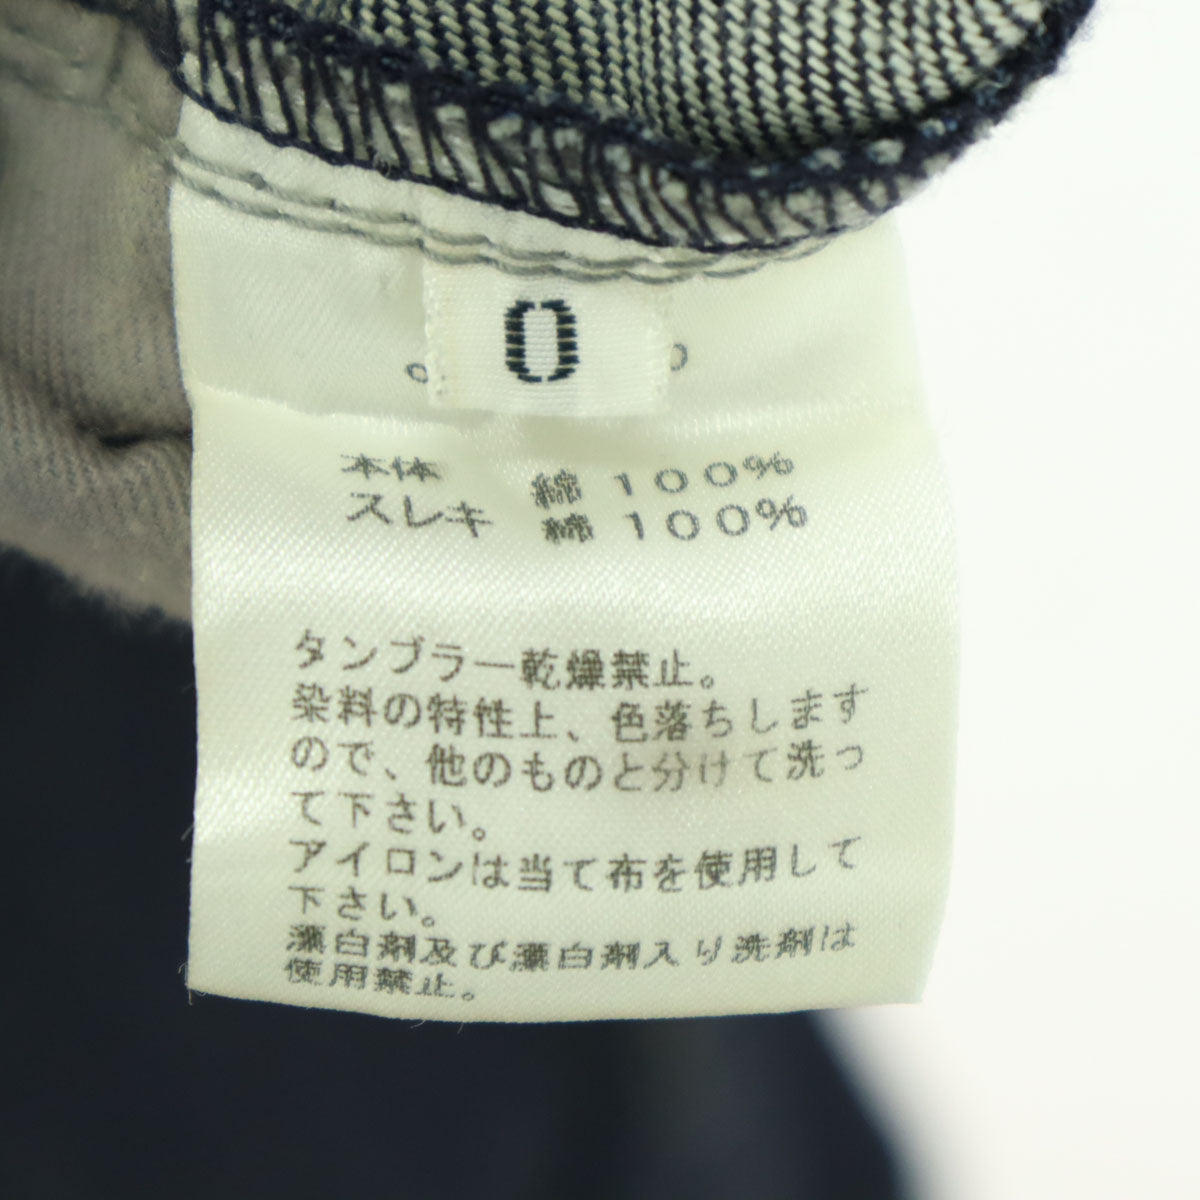 0
本体 綿 100%
スレキ 綿 100%
タンブラー乾燥禁止。
染料の特性上、色落ちします
ので、他のものと分けて洗っ
て下さい。
アイロンは当て布を使用して
下さい。
漂白剤及び漂白剤入り洗剤は
使用禁止。